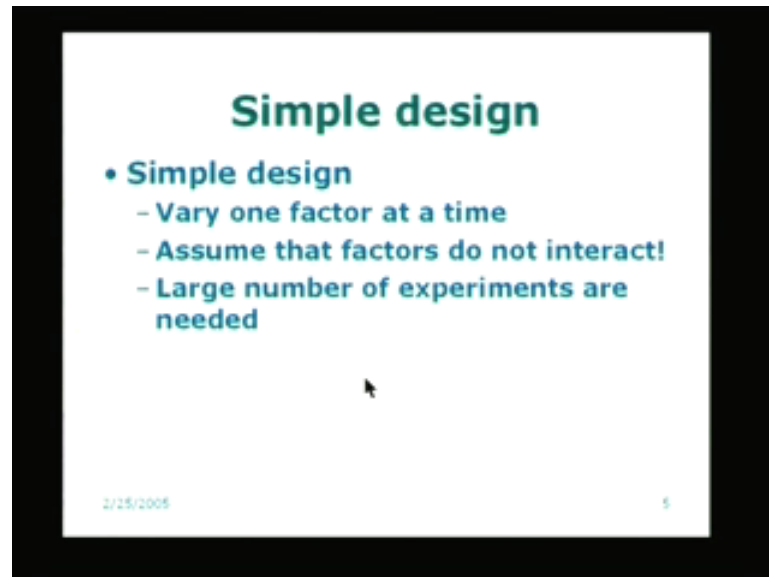 Simple design
• Simple design
– Vary one factor at a time
– Assume that factors do not interact!
– Large number of experiments are
needed
2/25/2005
5